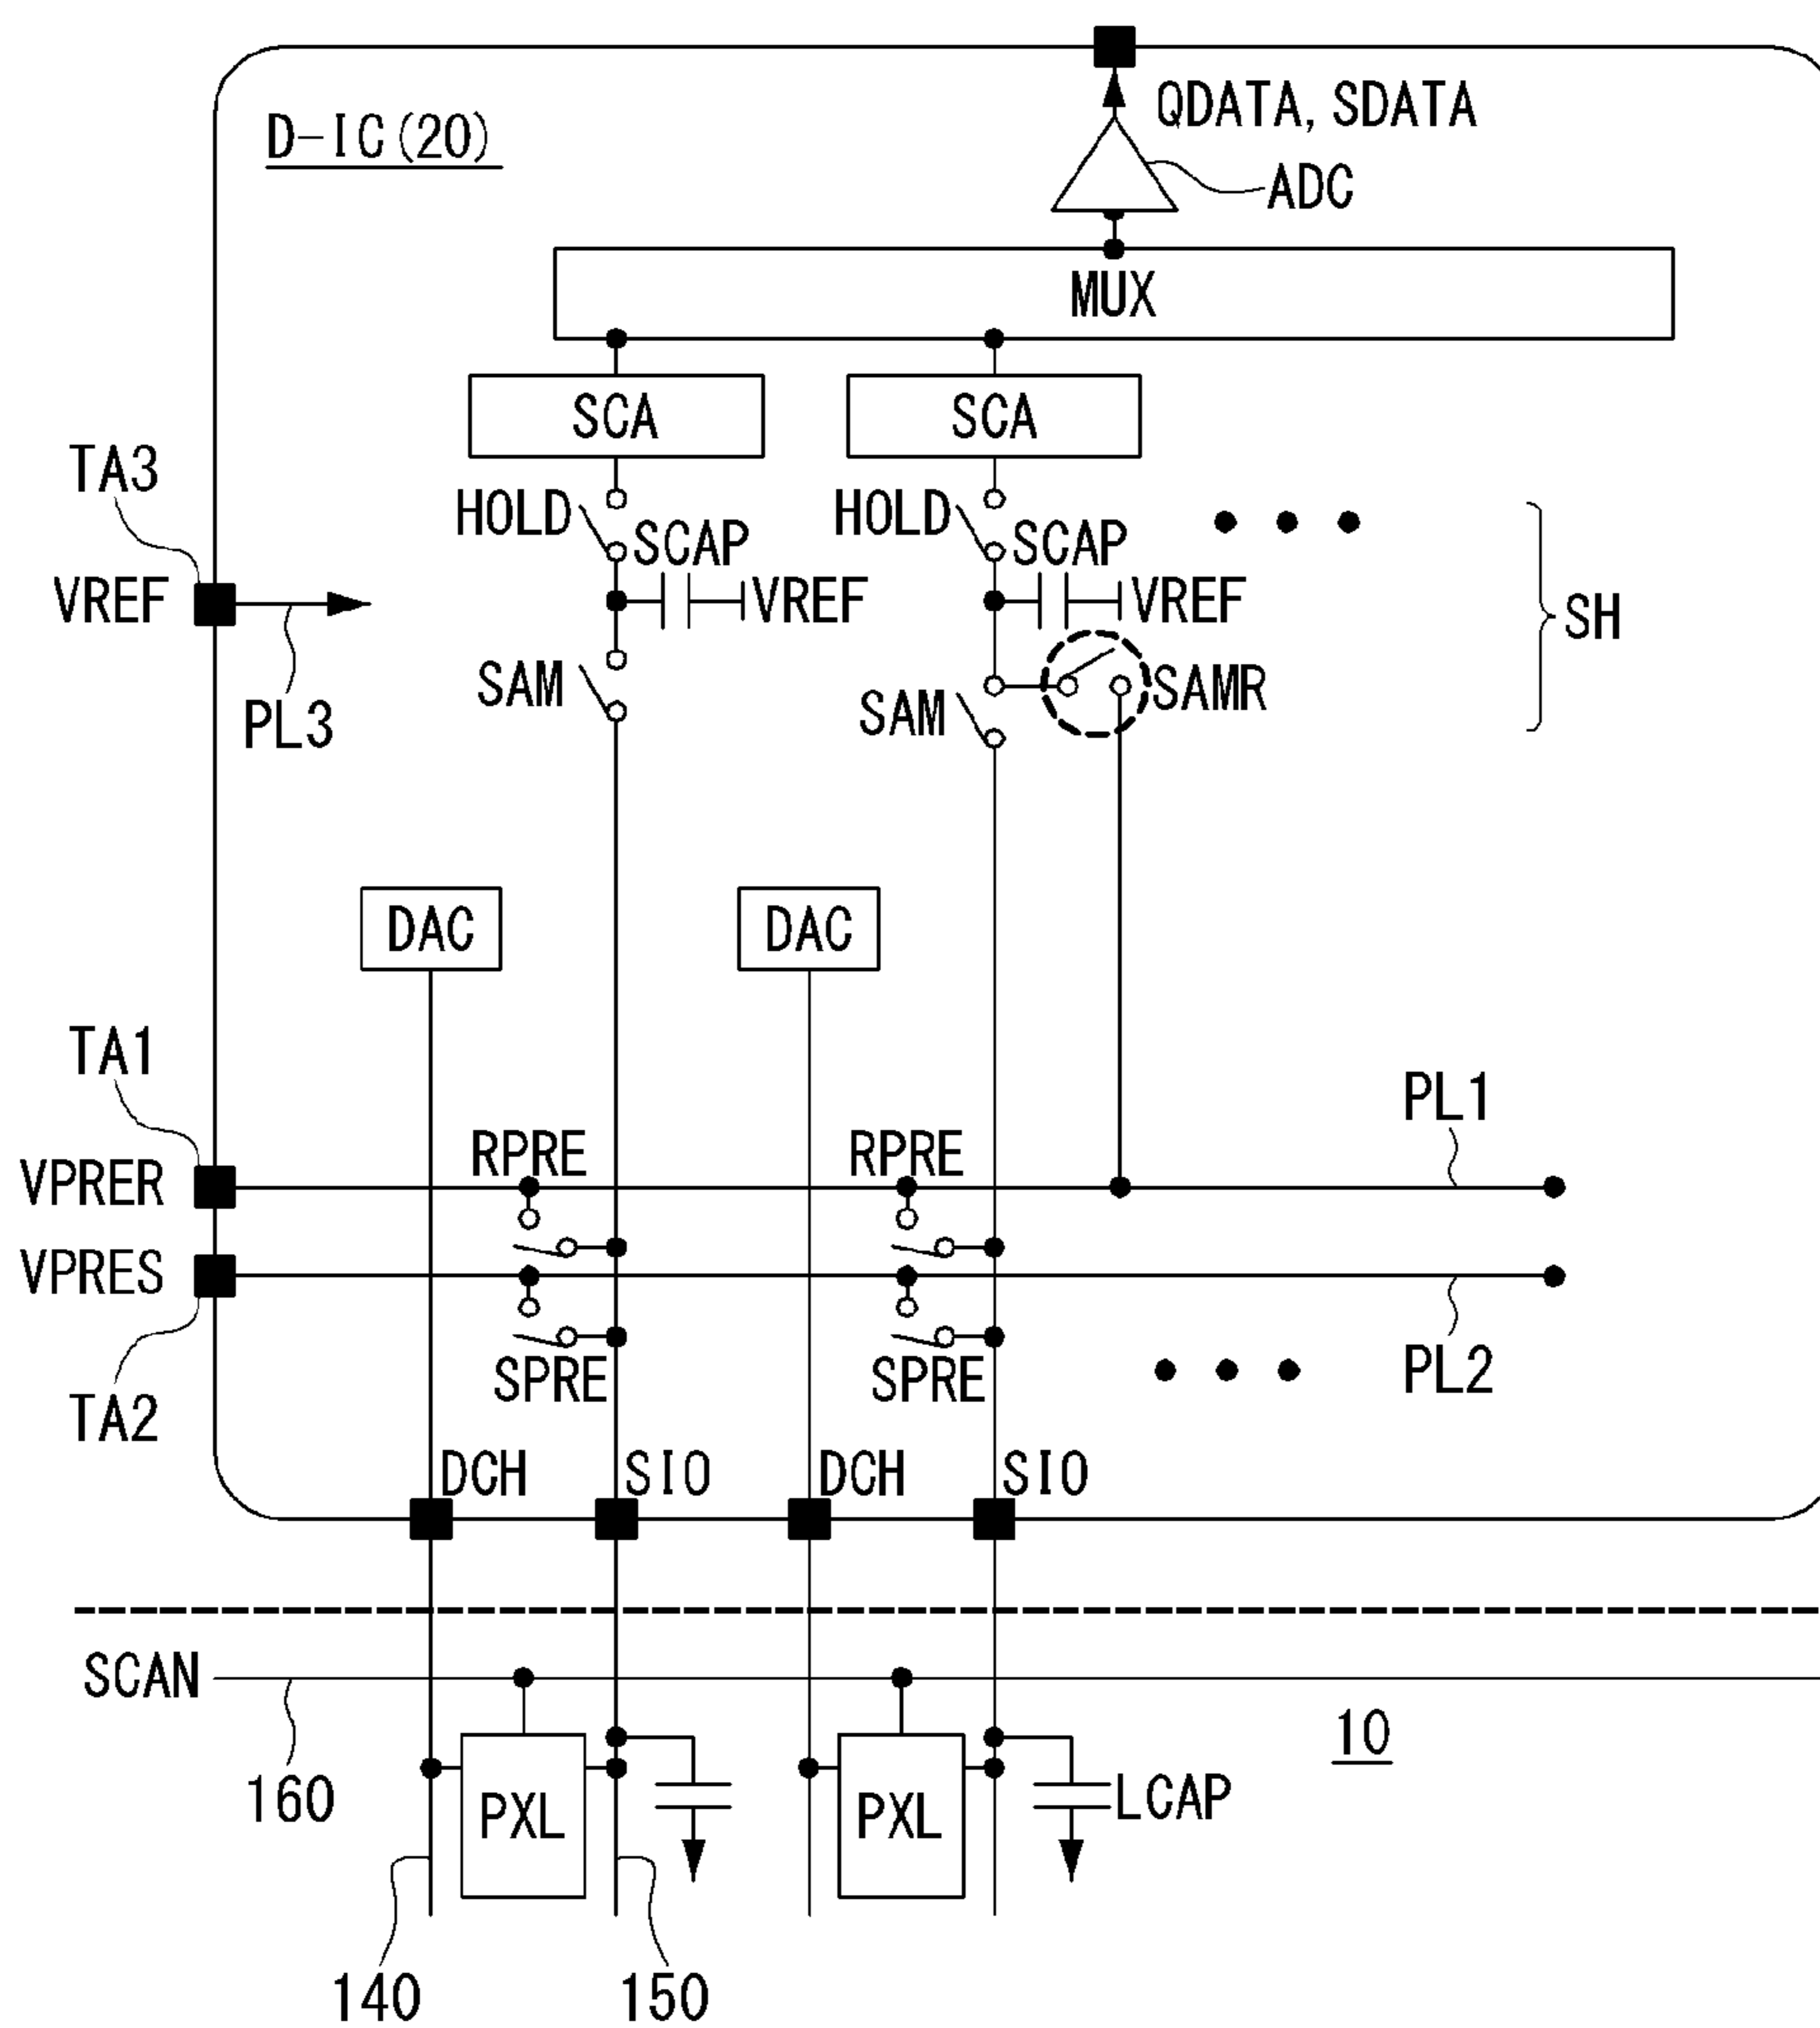 D-IC(20)
QDATA, SDATA
ADC
MUX
SCA
SCA
TA3
HOLD
SCAP
HOLD
SCAP
VREF
VREF
VREF
SH
SAM
SAM
SAMR
PL3
DAC
DAC
TA1
PL1
RPRE
RPRE
VPRER
VPRES
SPRE
SPRE
PL2
TA2
DCH
SIO
DCH
SIO
SCAN
10
160
PXL
PXL
LCAP
140
150